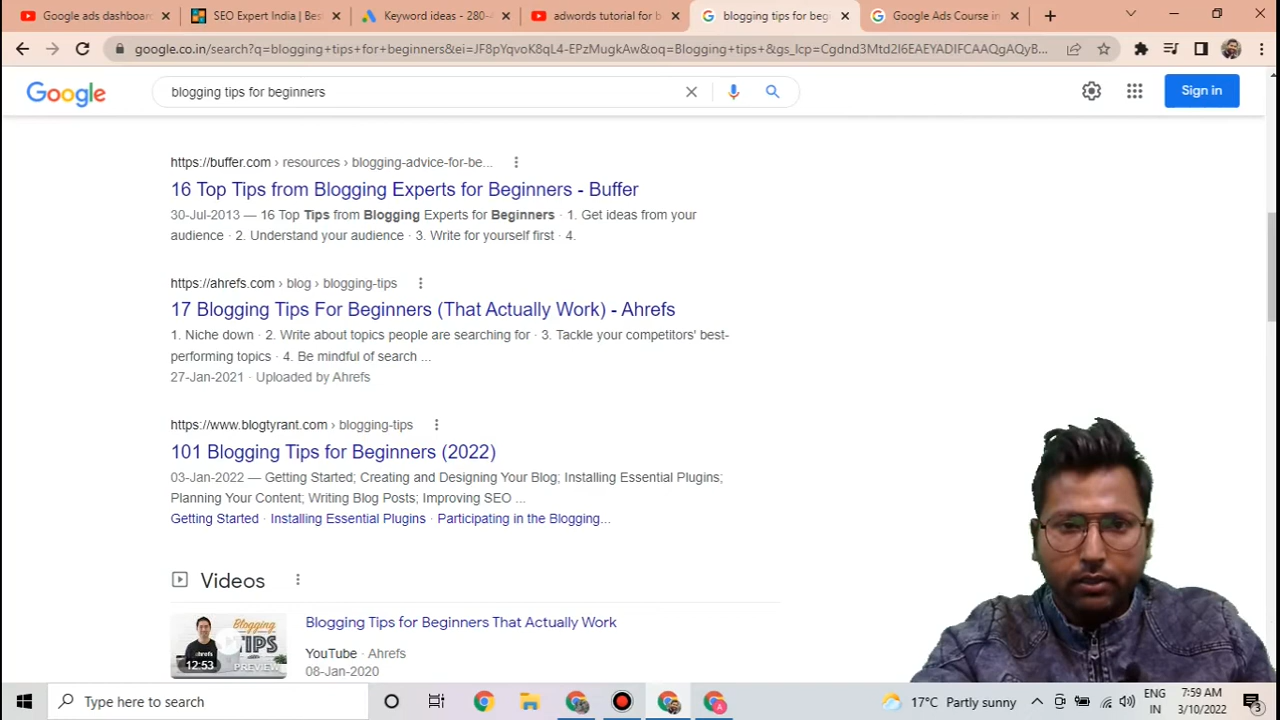 Google ads dashboard
SEO Expert India | Bes
Keyword ideas - 280-4
adwords tutorial for b
blogging tips for beg
Google Ads Course in
google.co.in/search?q=blogging+tips+for+beginners&ei=JF8pYqvoK8qL4-EPzMugkAw&oq=Blogging+tips+&gs_lcp=Cgdnd3Mtd2l6EAEYADIFCAAQgAQyB...
Google
blogging tips for beginners
Sign in
https://buffer.com › resources › blogging-advice-for-be...
16 Top Tips from Blogging Experts for Beginners - Buffer
30-Jul-2013 — 16 Top Tips from Blogging Experts for Beginners · 1. Get ideas from your
audience · 2. Understand your audience · 3. Write for yourself first · 4.
https://ahrefs.com › blog › blogging-tips
17 Blogging Tips For Beginners (That Actually Work) - Ahrefs
1. Niche down · 2. Write about topics people are searching for · 3. Tackle your competitors' best-
performing topics · 4. Be mindful of search ...
27-Jan-2021 · Uploaded by Ahrefs
https://www.blogtyrant.com › blogging-tips
101 Blogging Tips for Beginners (2022)
03-Jan-2022 — Getting Started; Creating and Designing Your Blog; Installing Essential Plugins;
Planning Your Content; Writing Blog Posts; Improving SEO ...
Getting Started · Installing Essential Plugins · Participating in the Blogging...
Videos
Blogging
TIPS
ahrefs
12:53
PREVIEW
Blogging Tips for Beginners That Actually Work
YouTube · Ahrefs
08-Jan-2020
Type here to search
17°C Partly sunny
ENG
IN
7:59 AM
3/10/2022
3